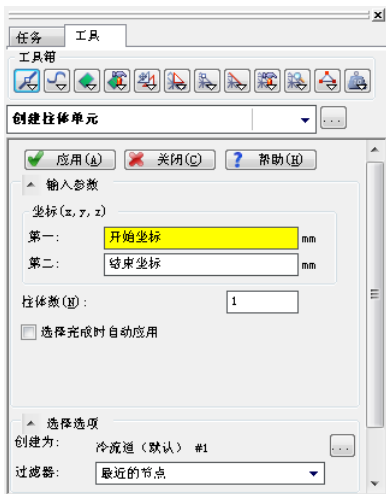 任务 工具
工具箱
创建柱体单元 ...
应用(A) 关闭(C) ? 帮助(H)
输入参数
坐标(x, y, z)
第一: 开始坐标 mm
第二: 结束坐标 mm
柱体数(N): 1
选择完成时自动应用
选择选项
创建为: 冷流道（默认） #1 ...
过滤器: 最近的节点